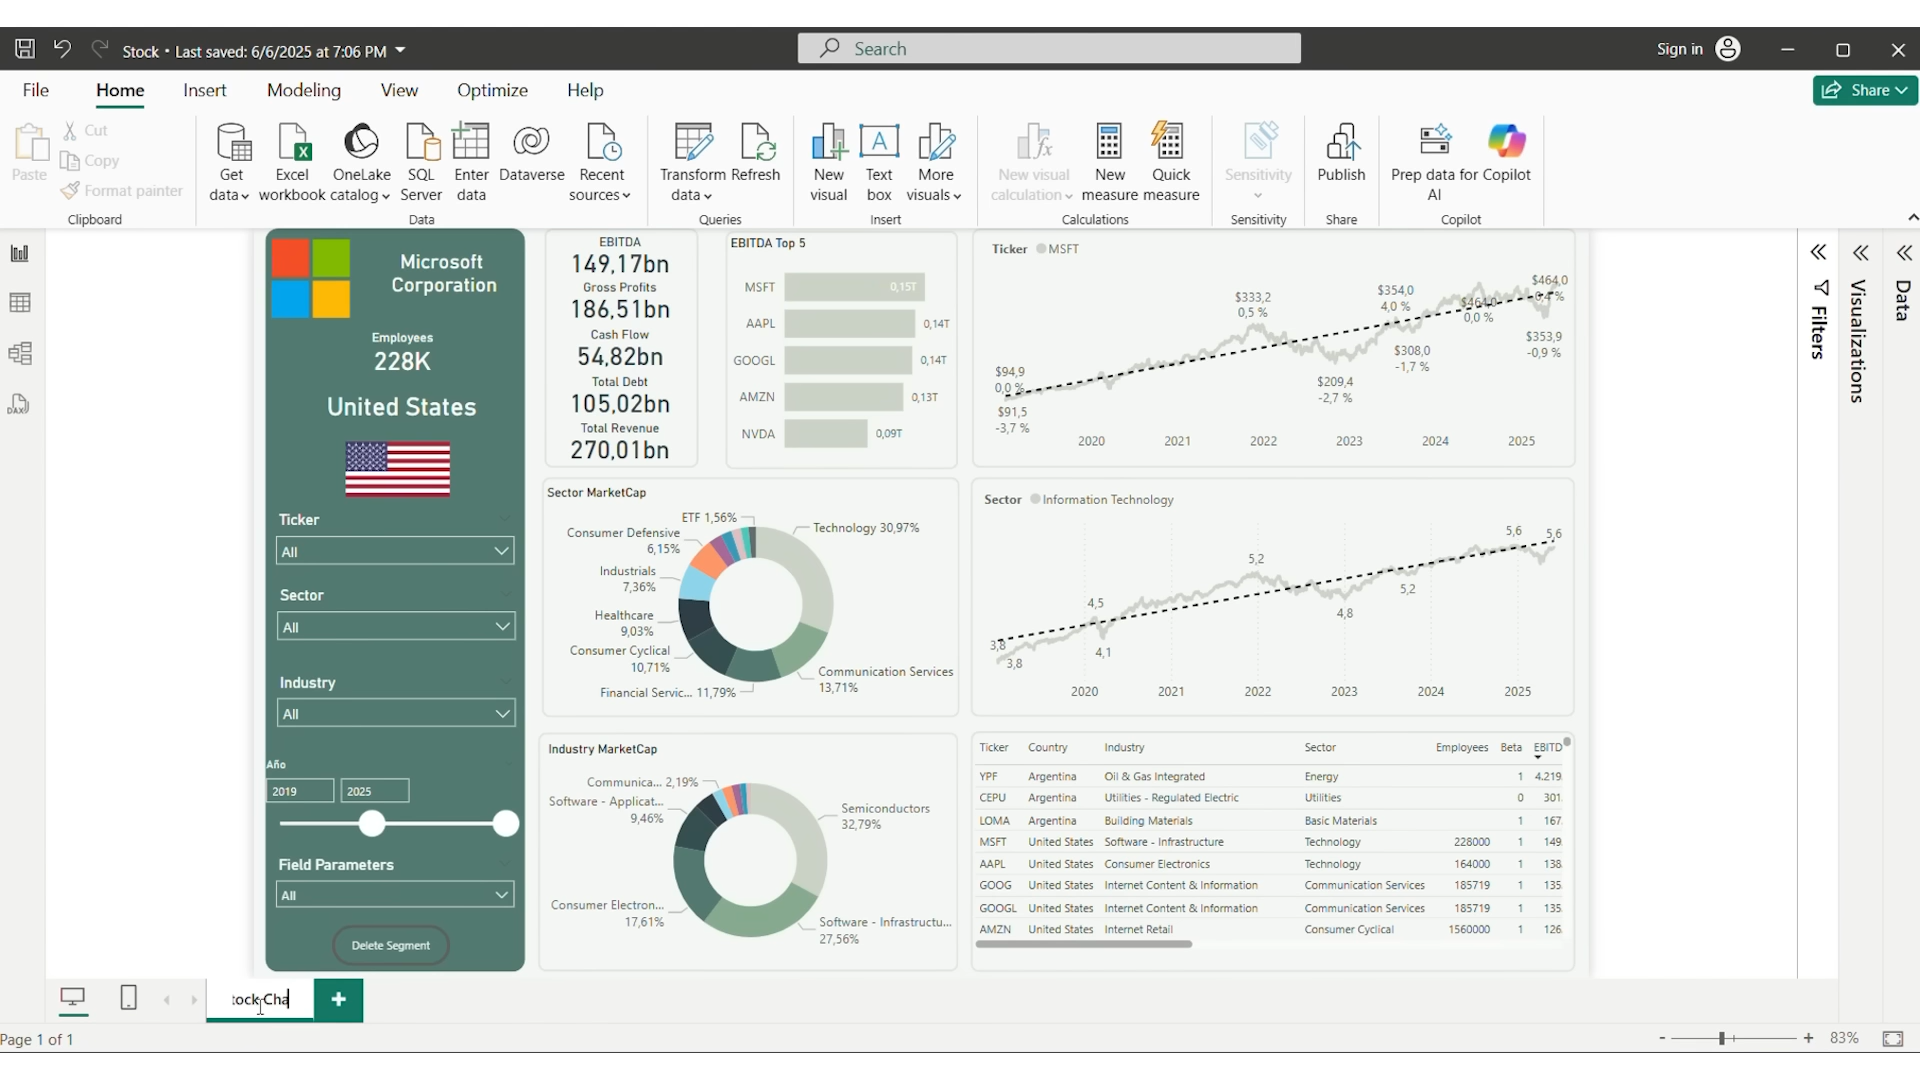 Stock • Last saved: 6/6/2025 at 7:06 PM
Search
Sign in
File
Home
Insert
Modeling
View
Optimize
Help
Share
Paste
Cut
Copy
Format painter
Clipboard
Get data
Excel workbook
OneLake catalog
SQL Server
Enter data
Dataverse
Recent sources
Data
Transform data
Refresh
Queries
New visual
Text box
More visuals
Insert
New visual calculation
New measure
Quick measure
Calculations
Sensitivity
Sensitivity
Publish
Share
Prep data for AI
Copilot
Copilot
DAX
Microsoft
Corporation
Employees
228K
United States
Ticker
All
Sector
All
Industry
All
Año
2019
2025
Field Parameters
All
Delete Segment
EBITDA
149,17bn
Gross Profits
186,51bn
Cash Flow
54,82bn
Total Debt
105,02bn
Total Revenue
270,01bn
EBITDA Top 5
MSFT 0,15T
AAPL 0,14T
GOOGL 0,14T
AMZN 0,13T
NVDA 0,09T
Ticker MSFT
$94,9
0,0 %
$91,5
-3,7 %
$333,2
0,5 %
$209,4
-2,7 %
$354,0
4,0 %
$308,0
-1,7 %
$464,0
0,0 %
$464,0
0,4 %
$353,9
-0,9 %
2020 2021 2022 2023 2024 2025
Sector MarketCap
ETF 1,56%
Technology 30,97%
Consumer Defensive
6,15%
Industrials
7,36%
Healthcare
9,03%
Consumer Cyclical
10,71%
Financial Servic... 11,79%
Communication Services
13,71%
Sector Information Technology
3,8
3,8
4,5
4,1
5,2
4,8
5,2
5,6
5,6
2020 2021 2022 2023 2024 2025
Industry MarketCap
Communica... 2,19%
Software - Applicat...
9,46%
Semiconductors
32,79%
Consumer Electron...
17,61%
Software - Infrastructu...
27,56%
Ticker Country Industry Sector Employees Beta EBITD
YPF Argentina Oil & Gas Integrated Energy 1 4.219
CEPU Argentina Utilities - Regulated Electric Utilities 0 301
LOMA Argentina Building Materials Basic Materials 1 167
MSFT United States Software - Infrastructure Technology 228000 1 149
AAPL United States Consumer Electronics Technology 164000 1 138
GOOG United States Internet Content & Information Communication Services 185719 1 135
GOOGL United States Internet Content & Information Communication Services 185719 1 135
AMZN United States Internet Retail Consumer Cyclical 1560000 1 126
Filters
Visualizations
Data
tock Cha
Page 1 of 1
83%